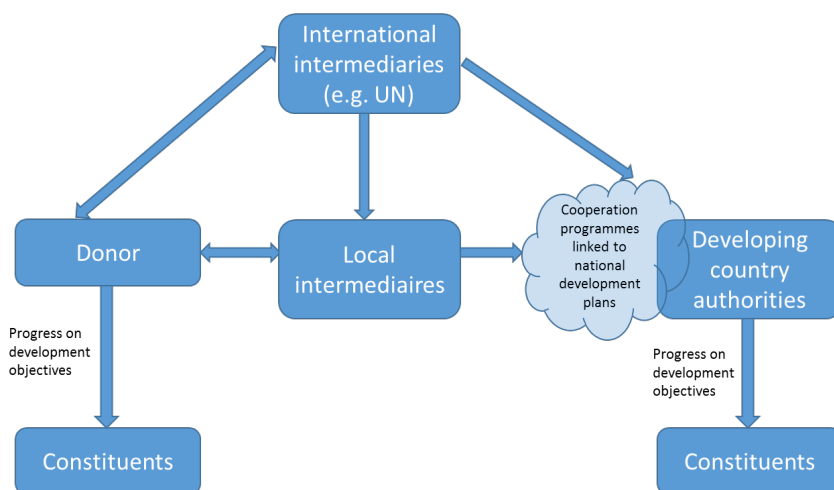 International
intermediaries
(e.g. UN)
Donor
Local
intermediaires
Cooperation
programmes
linked to
national
development
plans
Developing
country
authorities
Progress on
development
objectives
Progress on
development
objectives
Constituents
Constituents